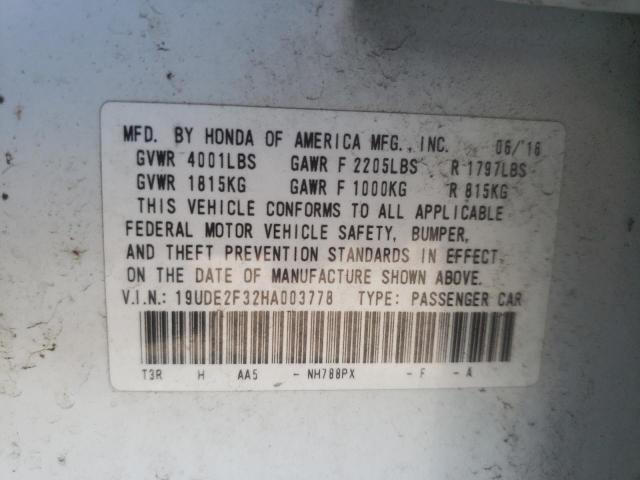 MFD. BY HONDA OF AMERICA MFG., INC. 06/16
GVWR 4001LBS GAWR F 2205LBS R 1797LBS
GVWR 1815KG GAWR F 1000KG R 815KG
THIS VEHICLE CONFORMS TO ALL APPLICABLE
FEDERAL MOTOR VEHICLE SAFETY, BUMPER,
AND THEFT PREVENTION STANDARDS IN EFFECT
ON THE DATE OF MANUFACTURE SHOWN ABOVE.
V.I.N.: 19UDE2F32HA003778 TYPE: PASSENGER CAR
T3R H AA5 - NH788PX - F - A